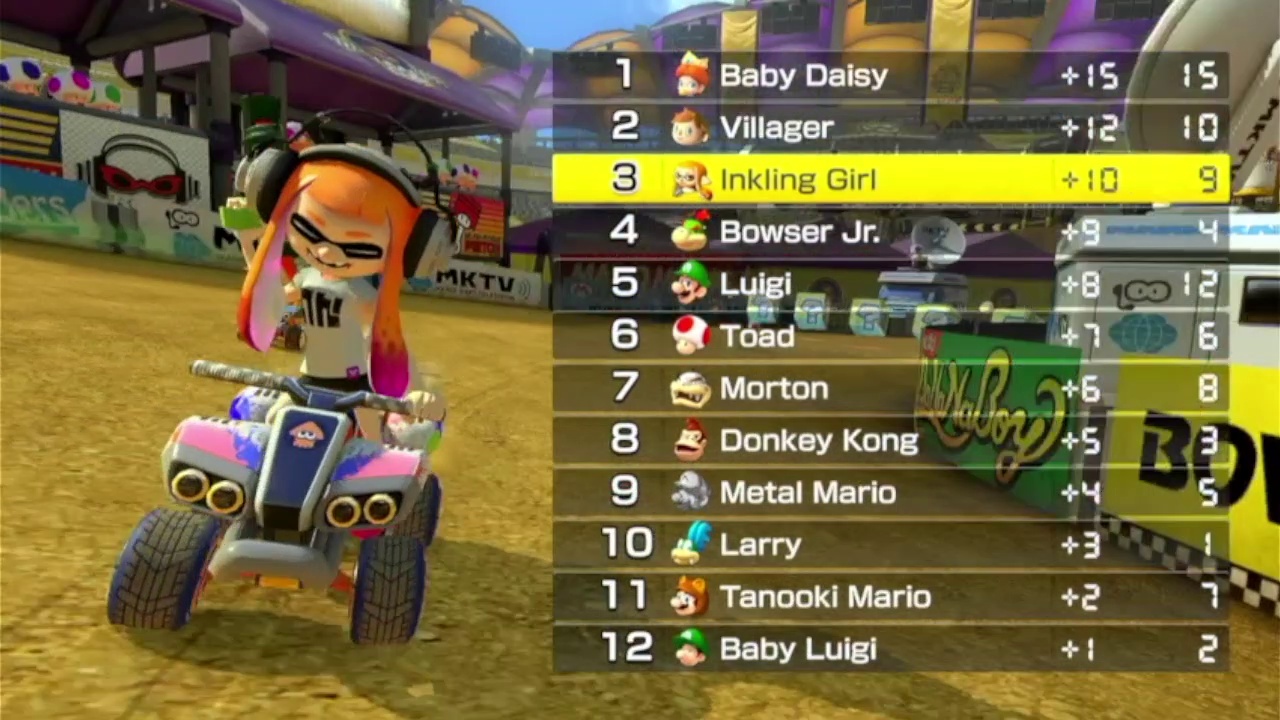 1 Baby Daisy +15 15
2 Villager +12 10
3 Inkling Girl +10 9
4 Bowser Jr. +9 4
5 Luigi +8 12
6 Toad +7 6
7 Morton +6 8
8 Donkey Kong +5 3
9 Metal Mario +4 5
10 Larry +3 1
11 Tanooki Mario +2 7
12 Baby Luigi +1 2
MKTV